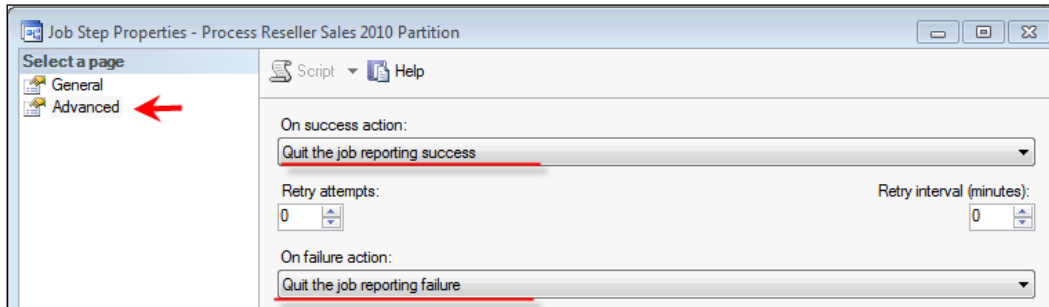 Job Step Properties - Process Reseller Sales 2010 Partition
Select a page
General
Advanced
Script Help
On success action:
Quit the job reporting success
Retry attempts: Retry interval (minutes):
0 0
On failure action:
Quit the job reporting failure